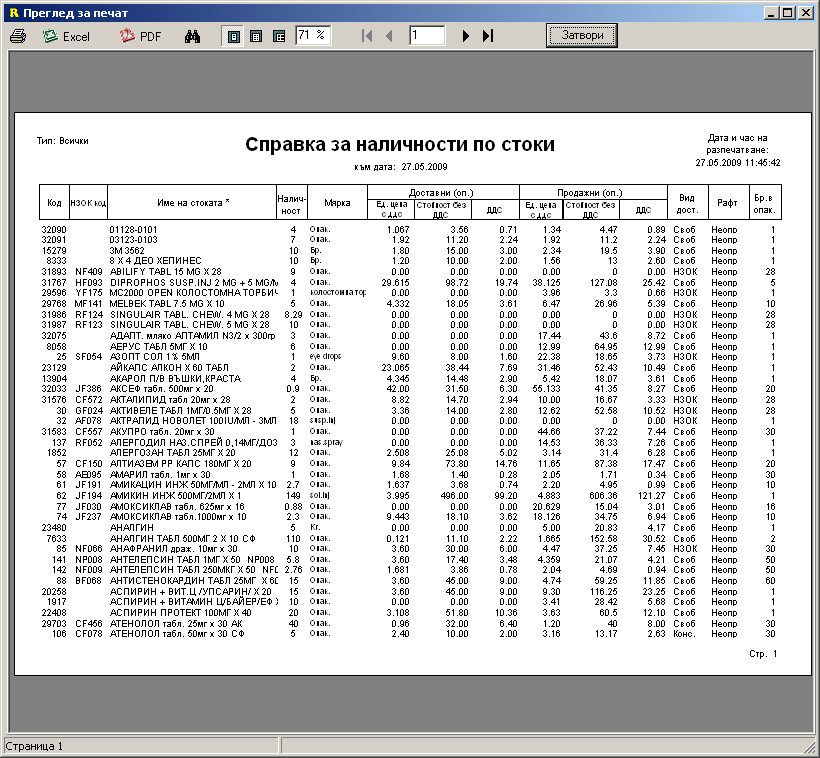 Преглед за печат
Excel PDF 71 % 1 Затвори
Тип: Всички
Справка за наличности по стоки
към дата: 27.05.2009
Дата и час на
разпечатване:
27.05.2009 11:45:42
Доставни (оп.) Продажни (оп.)
Код НЗОК код Име на стоката * Налич-ност Мярка Ед. цена с ддс Стойност без ДДС ДДС Ед. цена с ддс Стойност без ДДС ДДС Вид дост. Рафт Бр.в опак.
32090 01128-0101 4 Опак. 1.067 3.56 0.71 1.34 4.47 0.89 Своб Неопр 1
32091 03123-0103 7 Опак. 1.92 11.20 2.24 1.92 11.2 2.24 Своб Неопр 1
15279 3M 3562 10 Бр. 1.80 15.00 3.00 2.34 19.5 3.90 Своб Неопр 1
8333 8 X 4 ДЕО ХЕПИНЕС 10 Бр. 1.20 10.00 2.00 1.56 13 2.60 Своб Неопр 1
31893 NF409 ABILIFY TABL 15 MG X 28 9 Опак. 0.00 0.00 0.00 0.00 0 0.00 НЗОК Неопр 28
31767 HF093 DIPROPHOS SUSP.INJ 2 MG + 5 MG/M 4 Опак. 29.615 98.72 19.74 38.125 127.08 25.42 Своб Неопр 5
29596 YF175 MC2000 OPEN КОЛОСТОМНА ТОРБИЧ 1 колостомна тор 0.00 0.00 0.00 3.96 3.3 0.66 Своб Неопр 1
29768 MF141 MELBEK TABL 7.5 MG X 10 5 Опак. 4.332 18.05 3.61 6.47 26.96 5.39 Своб Неопр 10
31986 RF124 SINGULAIR TABL. CHEW. 4 MG X 28 8.29 Опак. 0.00 0.00 0.00 0.00 0 0.00 НЗОК Неопр 28
31987 RF123 SINGULAIR TABL. CHEW. 5 MG X 28 10 Опак. 0.00 0.00 0.00 0.00 0 0.00 НЗОК Неопр 28
32075 АДАПТ. мляко АПТАМИЛ N3/2 x 300гр 3 Опак. 0.00 0.00 0.00 17.44 43.6 8.72 Своб Неопр 1
8058 АЕРУС ТАБЛ 5МГ X 10 6 Опак. 0.00 0.00 0.00 12.99 64.95 12.99 Своб Неопр 1
25 SF054 АЗОПТ СОЛ 1% 5МЛ 1 eye drops 9.60 8.00 1.60 22.38 18.65 3.73 НЗОК Неопр 1
23129 АЙКАПС АЛКОН X 60 ТАБЛ 2 Опак. 23.065 38.44 7.69 31.46 52.43 10.49 Своб Неопр 1
13904 АКАРОЛ П/В ВЪШКИ,КРАСТА 4 Бр. 4.345 14.48 2.90 5.42 18.07 3.61 Своб Неопр 1
32033 JF386 АКСЕФ табл. 500мг x 20 0.9 Опак. 42.00 31.50 6.30 55.133 41.35 8.27 Своб Неопр 20
31576 CF572 АКТАЛИПИД табл 20мг X 28 2 Опак. 8.82 14.70 2.94 10.00 16.67 3.33 НЗОК Неопр 28
30 GF024 АКТИВЕЛЕ ТАБЛ 1МГ/0.5МГ X 28 5 Опак. 3.36 14.00 2.80 12.62 52.58 10.52 НЗОК Неопр 28
32 AF078 АКТРАПИД НОВОЛЕТ 100IU/МЛ - 3МЛ 18 susp.inj 0.00 0.00 0.00 0.00 0 0.00 НЗОК Неопр 1
31583 CF557 АКУПРО табл. 20мг x 30 1 Опак. 0.00 0.00 0.00 44.66 37.22 7.44 Своб Неопр 30
137 RF052 АЛЕРГОДИЛ НАЗ.СПРЕЙ 0,14МГ/ДОЗ 3 nas.spray 0.00 0.00 0.00 14.53 36.33 7.26 Своб Неопр 1
1852 АЛЕРГОЗАН ТАБЛ 25МГ X 20 12 Опак. 2.508 25.08 5.02 3.14 31.4 6.28 Своб Неопр 1
57 CF150 АЛТИАЗЕМ РР КАПС 180МГ X 20 9 Опак. 9.84 73.80 14.76 11.65 87.38 17.47 Своб Неопр 20
58 AE095 АМАРИЛ табл. 1мг x 30 1 Опак. 1.68 1.40 0.28 2.05 1.71 0.34 Своб Неопр 30
61 JF191 АМИКАЦИН ИНЖ 50МГ/МЛ - 2МЛ X 10 2.7 Опак. 1.637 3.68 0.74 2.20 4.95 0.99 Своб Неопр 10
62 JF194 АМИКИН ИНЖ 500МГ/2МЛ X 1 149 sol.inj 3.995 496.00 99.20 4.883 606.36 121.27 Своб Неопр 1
77 JF030 АМОКСИКЛАВ табл. 625мг x 16 0.88 Опак. 0.00 0.00 0.00 20.629 15.04 3.01 Своб Неопр 16
74 JF237 АМОКСИКЛАВ табл.1000мг x 10 2.3 Опак. 9.443 18.10 3.62 18.126 34.75 6.94 Своб Неопр 10
23480 АНАЛГИН 5 Кг. 0.00 0.00 0.00 5.00 20.83 4.17 Своб Неопр 1
7633 АНАЛГИН ТАБЛ 500МГ 2 X 10 СФ 110 Опак. 0.121 11.10 2.22 1.665 152.58 30.52 Своб Неопр 2
85 NF066 АНАФРАНИЛ драж. 10мг x 30 10 Опак. 3.60 30.00 6.00 4.47 37.25 7.45 НЗОК Неопр 30
141 NP008 АНТЕЛЕПСИН ТАБЛ 1МГ X 50 NP008 5.8 Опак. 3.60 17.40 3.48 4.359 21.07 4.21 Своб Неопр 50
142 NF009 АНТЕЛЕПСИН ТАБЛ 250МКГ X 50 NF0 2.76 Опак. 1.681 3.86 0.78 2.04 4.69 0.94 Своб Неопр 50
88 BF068 АНТИСТЕНОКАРДИН ТАБЛ 25МГ X 60 15 Опак. 3.60 45.00 9.00 4.74 59.25 11.85 Своб Неопр 60
20258 АСПИРИН + ВИТ.Ц /УПСАРИН/ X 20 15 Опак. 3.60 45.00 9.00 9.30 116.25 23.25 Своб Неопр 1
1917 АСПИРИН + ВИТАМИН Ц/БАЙЕР/ЕФ X 10 Опак. 0.00 0.00 0.00 3.41 28.42 5.68 Своб Неопр 1
22408 АСПИРИН ПРОТЕКТ 100МГ X 40 20 Опак. 3.108 51.80 10.36 3.63 60.5 12.10 Своб Неопр 1
29703 CF456 АТЕНОЛОЛ табл. 25мг x 30 АК 40 Опак. 0.96 32.00 6.40 1.20 40 8.00 Своб Неопр 30
106 CF078 АТЕНОЛОЛ табл. 50мг x 30 СФ 5 Опак. 2.40 10.00 2.00 3.16 13.17 2.63 Конс. Неопр 30
Стр. 1
Страница 1